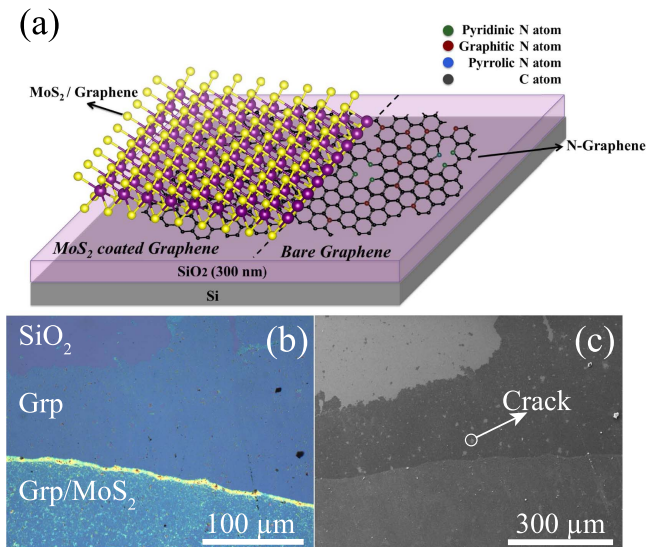 (a)
Pyridinic N atom
Graphitic N atom
Pyrrolic N atom
C atom
MoS₂ / Graphene
N-Graphene
MoS₂ coated Graphene
Bare Graphene
SiO₂ (300 nm)
Si
SiO₂
(b)
Grp
Grp/MoS₂
100 µm
(c)
Crack
300 µm